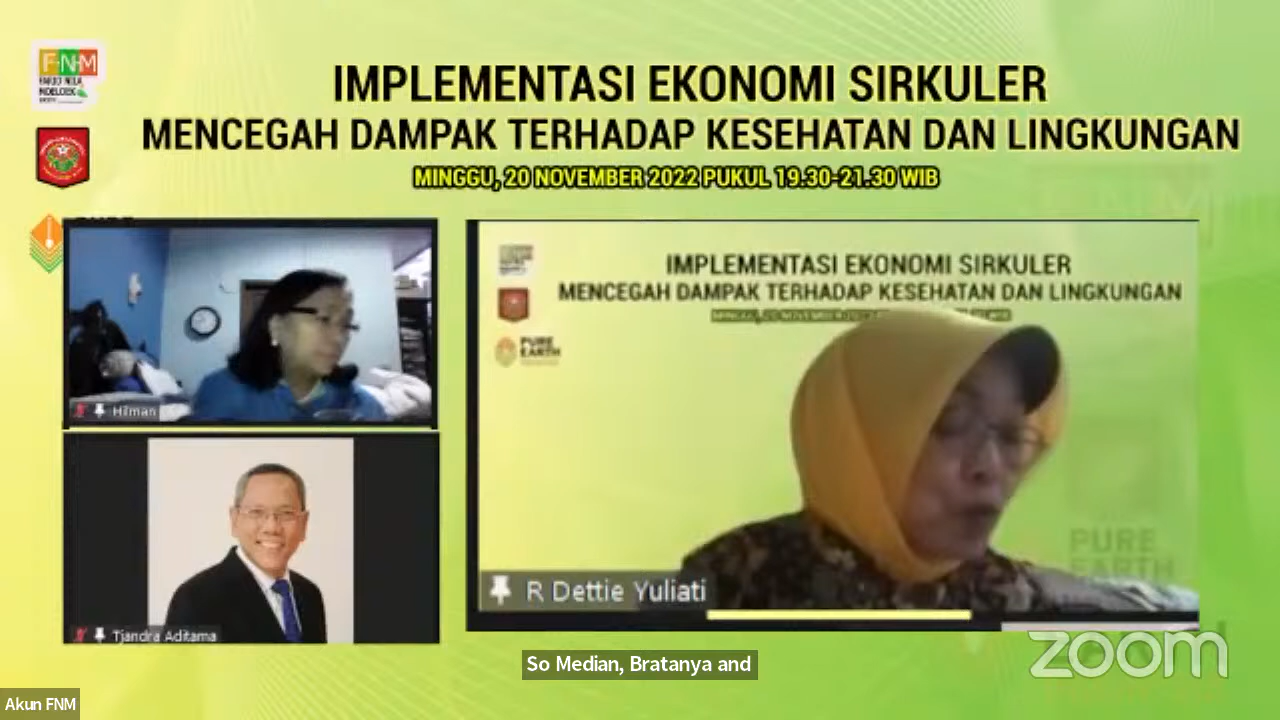 F-N-M
IMPLEMENTASI EKONOMI SIRKULER
MENCEGAH DAMPAK TERHADAP KESEHATAN DAN LINGKUNGAN
MINGGU, 20 NOVEMBER 2022 PUKUL 19.30-21.30 WIB
Hilman
Tjandra Aditama
IMPLEMENTASI EKONOMI SIRKULER
MENCEGAH DAMPAK TERHADAP KESEHATAN DAN LINGKUNGAN
PURE
EARTH
PURE
EARTH
R Dettie Yuliati
zoom
So Median, Bratanya and
Akun FNM